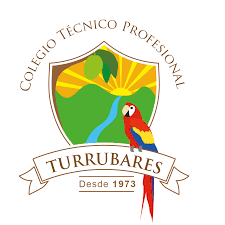 COLEGIO TÉCNICO PROFESIONAL
TURRUBARES
Desde 1973